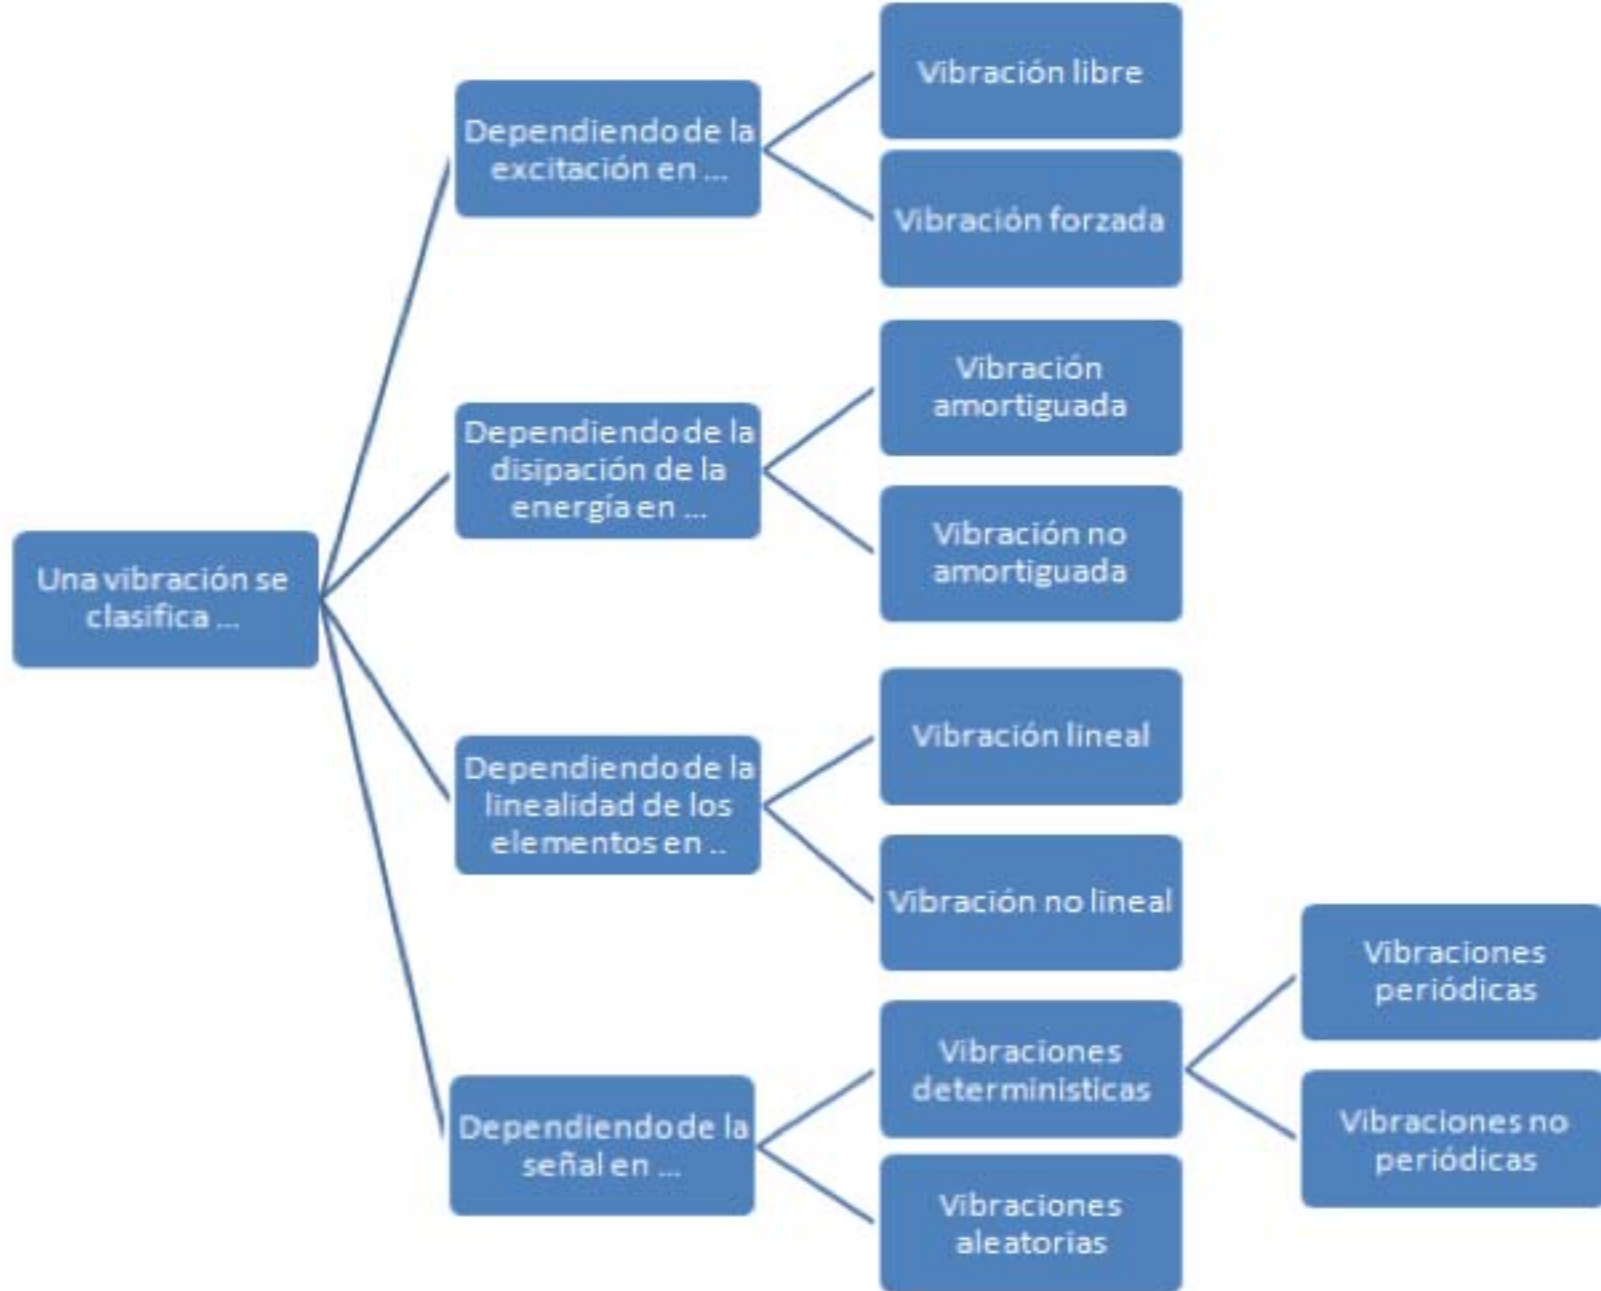 Una vibración se
clasifica ...
Dependiendo de la
excitación en ...
Vibración libre
Vibración forzada
Dependiendo de la
disipación de la
energía en ...
Vibración
amortiguada
Vibración no
amortiguada
Dependiendo de la
linealidad de los
elementos en ..
Vibración lineal
Vibración no lineal
Dependiendo de la
señal en ...
Vibraciones
determinísticas
Vibraciones
periódicas
Vibraciones no
periódicas
Vibraciones
aleatorias